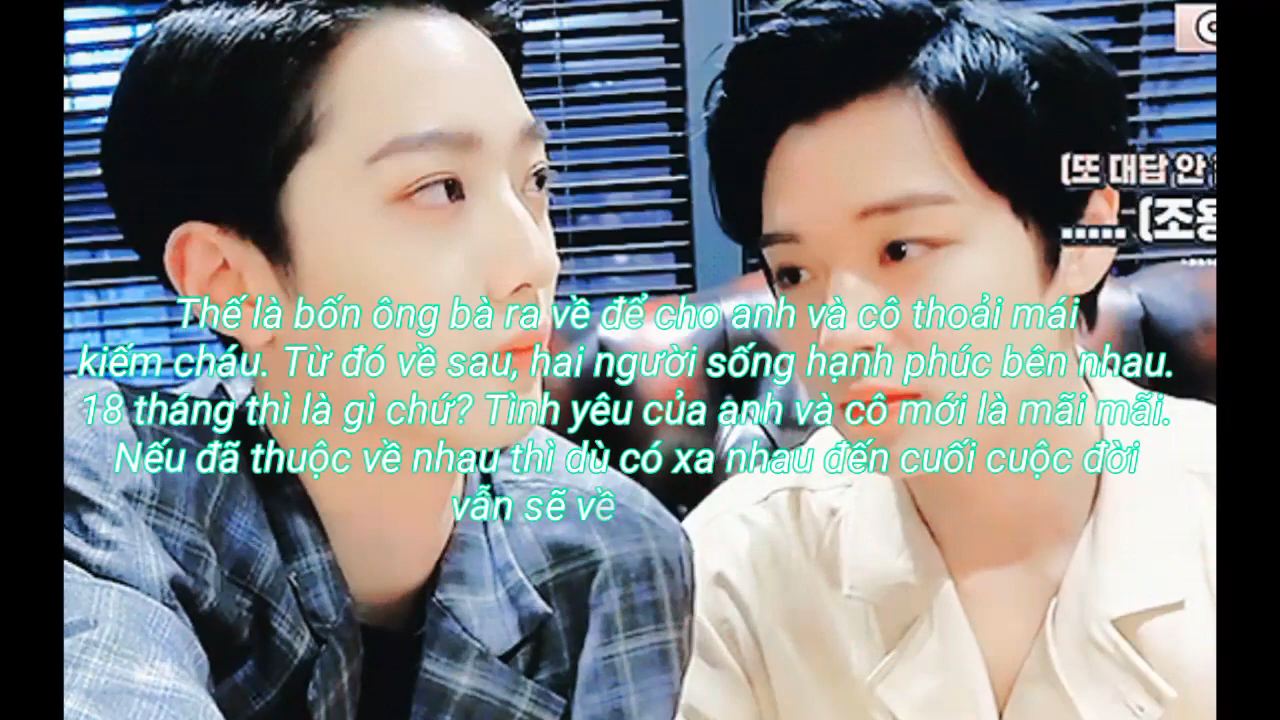 (또 대답 안
..... (조용
Thế là bốn ông bà ra về để cho anh và cô thoải mái
kiếm cháu. Từ đó về sau, hai người sống hạnh phúc bên nhau.
18 tháng thì là gì chứ? Tình yêu của anh và cô mới là mãi mãi.
Nếu đã thuộc về nhau thì dù có xa nhau đến cuối cuộc đời
vẫn sẽ về